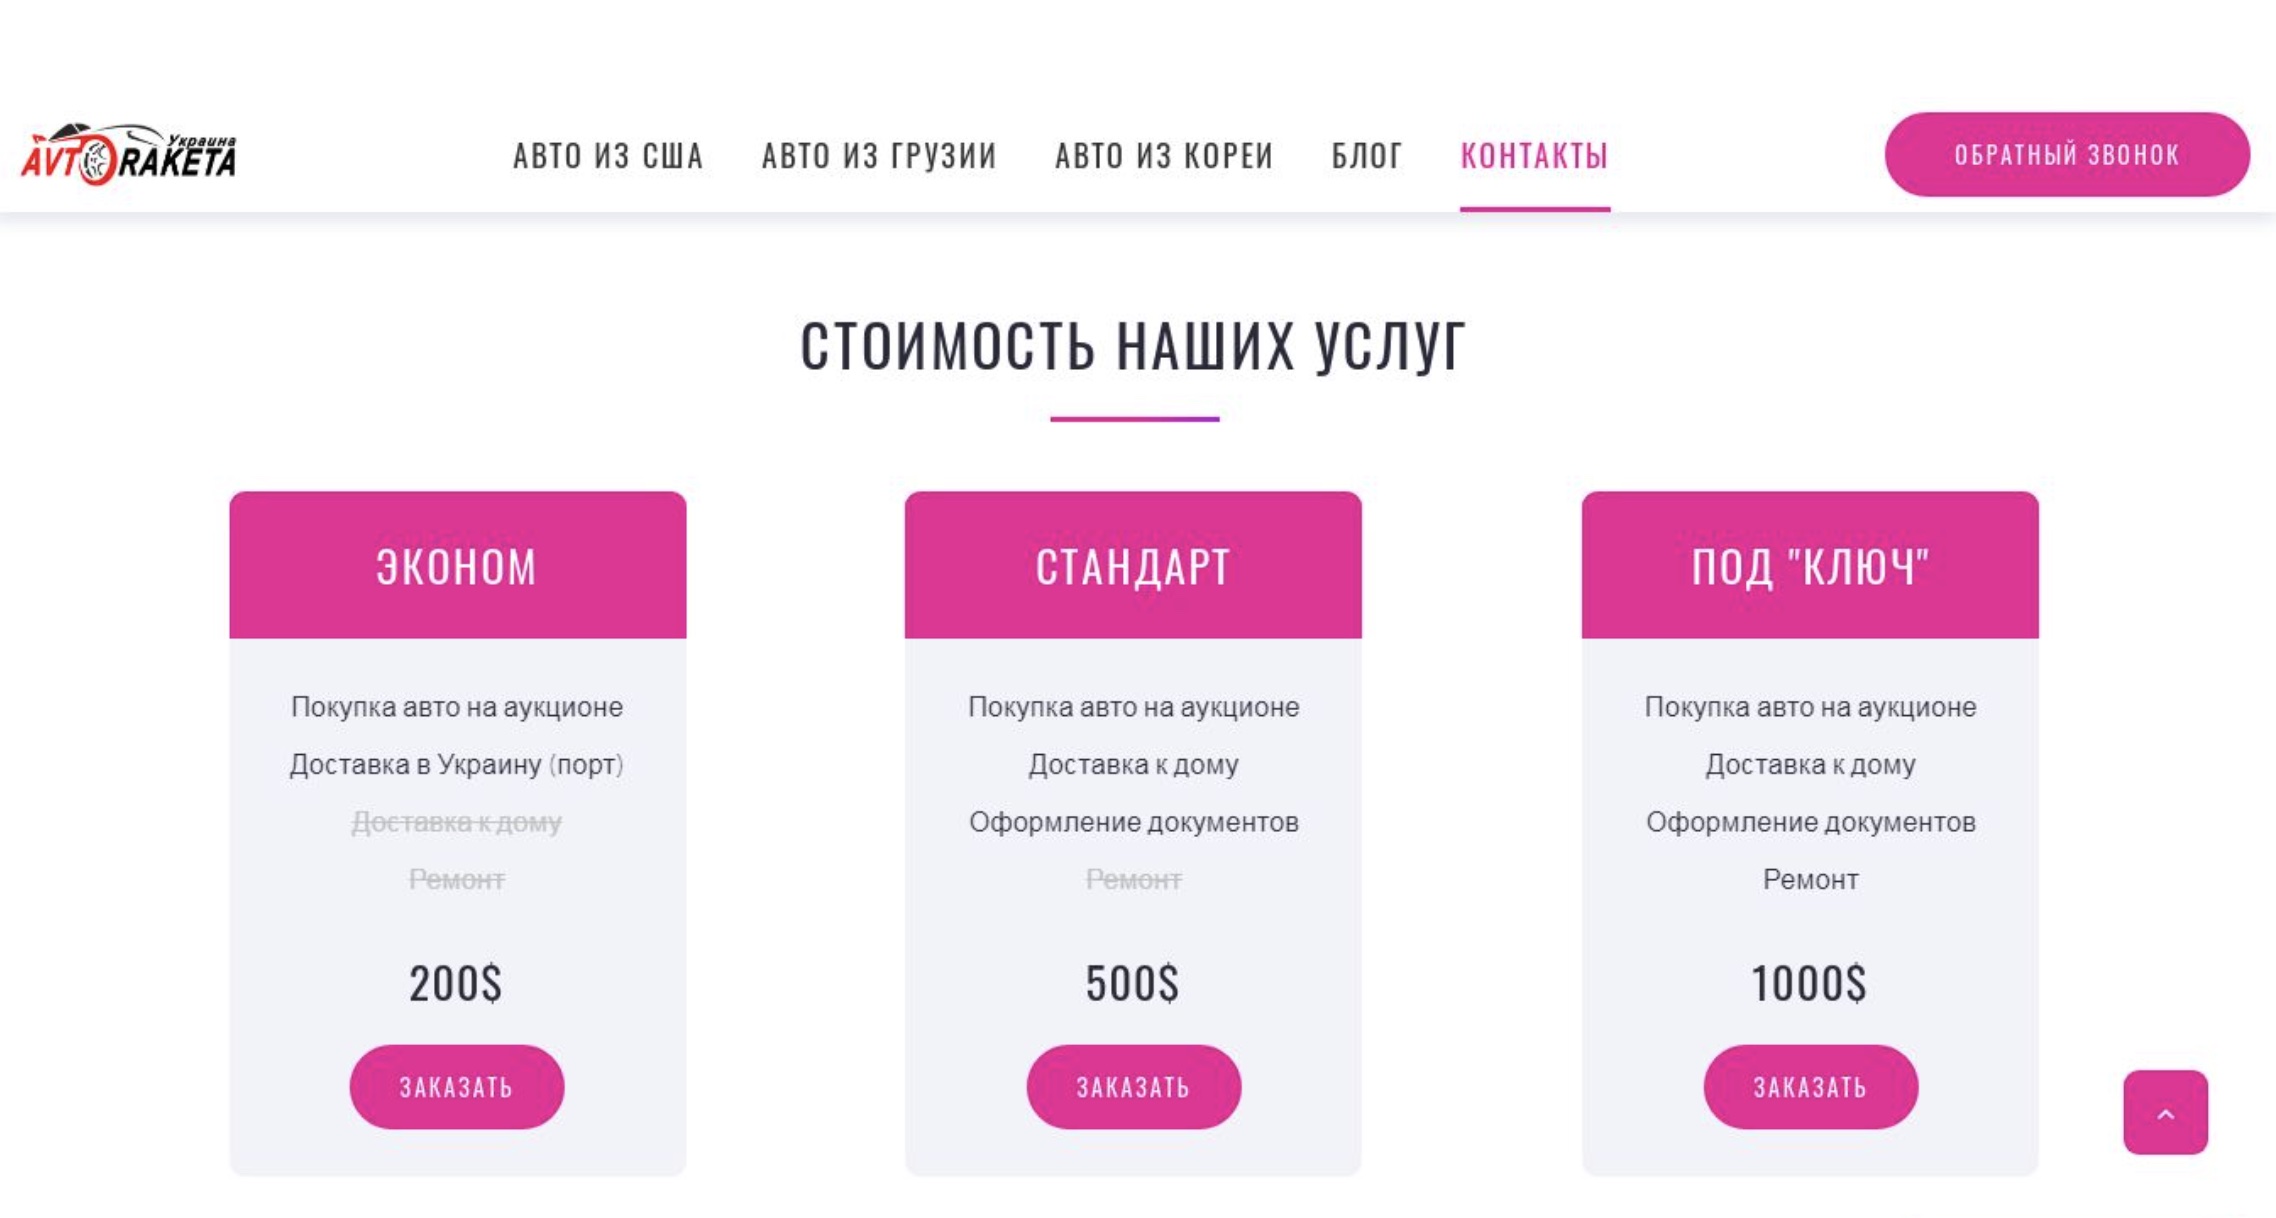 Украина
AVTORAKETA
АВТО ИЗ США
АВТО ИЗ ГРУЗИИ
АВТО ИЗ КОРЕИ
БЛОГ
КОНТАКТЫ
ОБРАТНЫЙ ЗВОНОК
СТОИМОСТЬ НАШИХ УСЛУГ
ЭКОНОМ
Покупка авто на аукционе
Доставка в Украину (порт)
Доставка к дому
Ремонт
200$
ЗАКАЗАТЬ
СТАНДАРТ
Покупка авто на аукционе
Доставка к дому
Оформление документов
Ремонт
500$
ЗАКАЗАТЬ
ПОД "КЛЮЧ"
Покупка авто на аукционе
Доставка к дому
Оформление документов
Ремонт
1000$
ЗАКАЗАТЬ